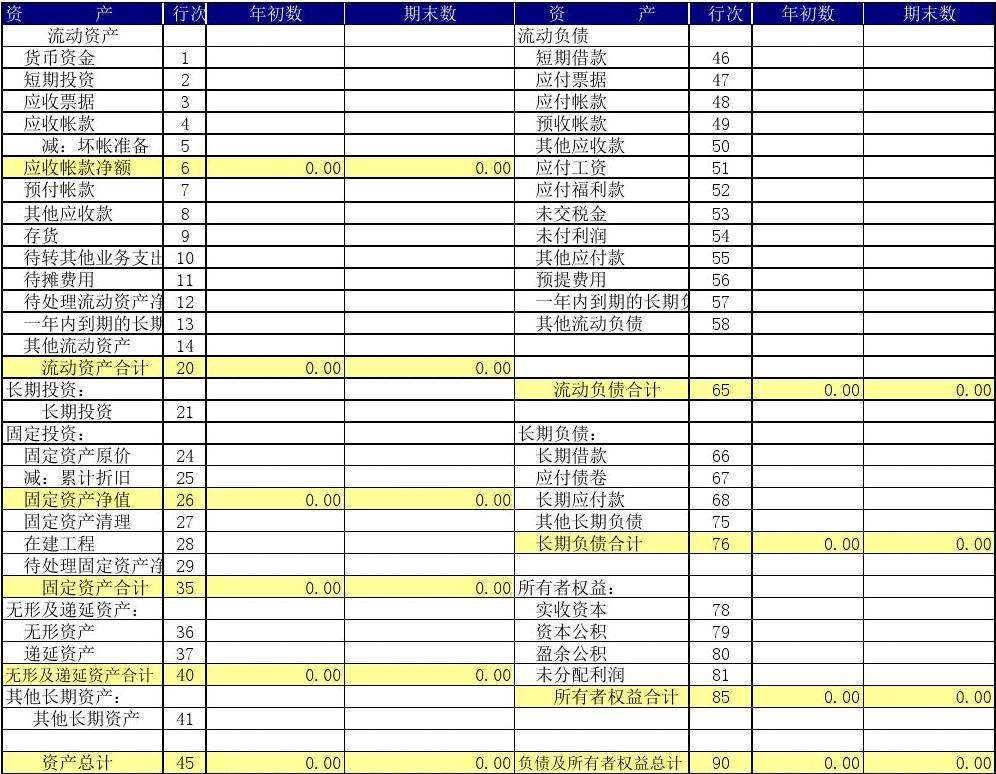 资 产 行次 年初数 期末数 资 产 行次 年初数 期末数
流动资产 流动负债
货币资金 1 短期借款 46
短期投资 2 应付票据 47
应收票据 3 应付帐款 48
应收帐款 4 预收帐款 49
减：坏帐准备 5 其他应收款 50
应收帐款净额 6 0.00 0.00 应付工资 51
预付帐款 7 应付福利款 52
其他应收款 8 未交税金 53
存货 9 未付利润 54
待转其他业务支出 10 其他应付款 55
待摊费用 11 预提费用 56
待处理流动资产净 12 一年内到期的长期负 57
一年内到期的长期 13 其他流动负债 58
其他流动资产 14
流动资产合计 20 0.00 0.00
长期投资： 流动负债合计 65 0.00 0.00
长期投资 21
固定投资： 长期负债：
固定资产原价 24 长期借款 66
减：累计折旧 25 应付债卷 67
固定资产净值 26 0.00 0.00 长期应付款 68
固定资产清理 27 其他长期负债 75
在建工程 28 长期负债合计 76 0.00 0.00
待处理固定资产净 29
固定资产合计 35 0.00 0.00 所有者权益：
无形及递延资产： 实收资本 78
无形资产 36 资本公积 79
递延资产 37 盈余公积 80
无形及递延资产合计 40 0.00 0.00 未分配利润 81
其他长期资产： 所有者权益合计 85 0.00 0.00
其他长期资产 41
资产总计 45 0.00 0.00 负债及所有者权益总计 90 0.00 0.00